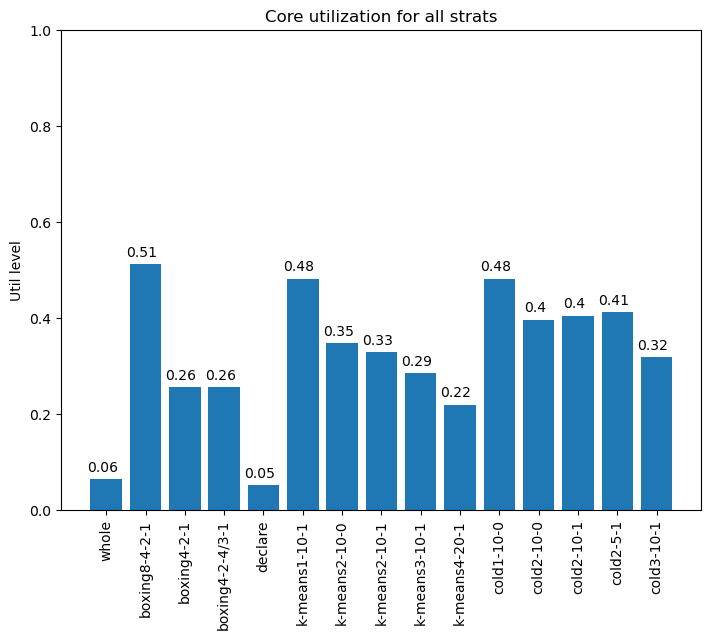 Core utilization for all strats
Util level
1.0
0.8
0.6
0.4
0.2
0.0
0.06
0.51
0.26
0.26
0.05
0.48
0.35
0.33
0.29
0.22
0.48
0.4
0.4
0.41
0.32
whole
boxing8-4-2-1
boxing4-2-1
boxing4-2-4/3-1
declare
k-means1-10-1
k-means2-10-0
k-means2-10-1
k-means3-10-1
k-means4-20-1
cold1-10-0
cold2-10-0
cold2-10-1
cold2-5-1
cold3-10-1